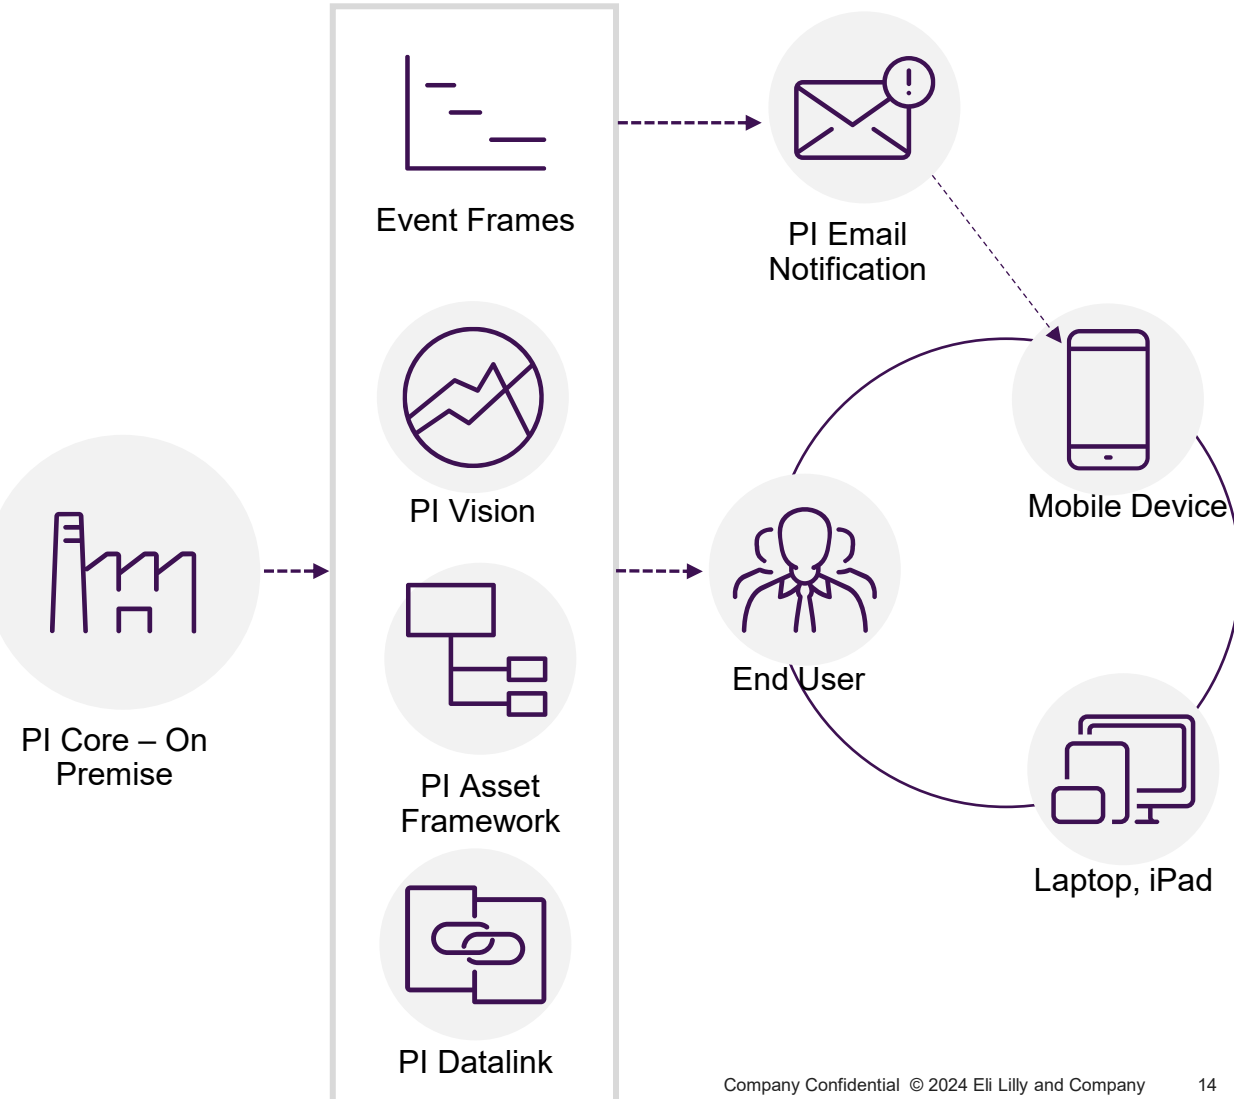 Event Frames
PI Email
Notification
PI Vision
Mobile Device
End User
PI Core – On
Premise
PI Asset
Framework
Laptop, iPad
PI Datalink
Company Confidential © 2024 Eli Lilly and Company 14